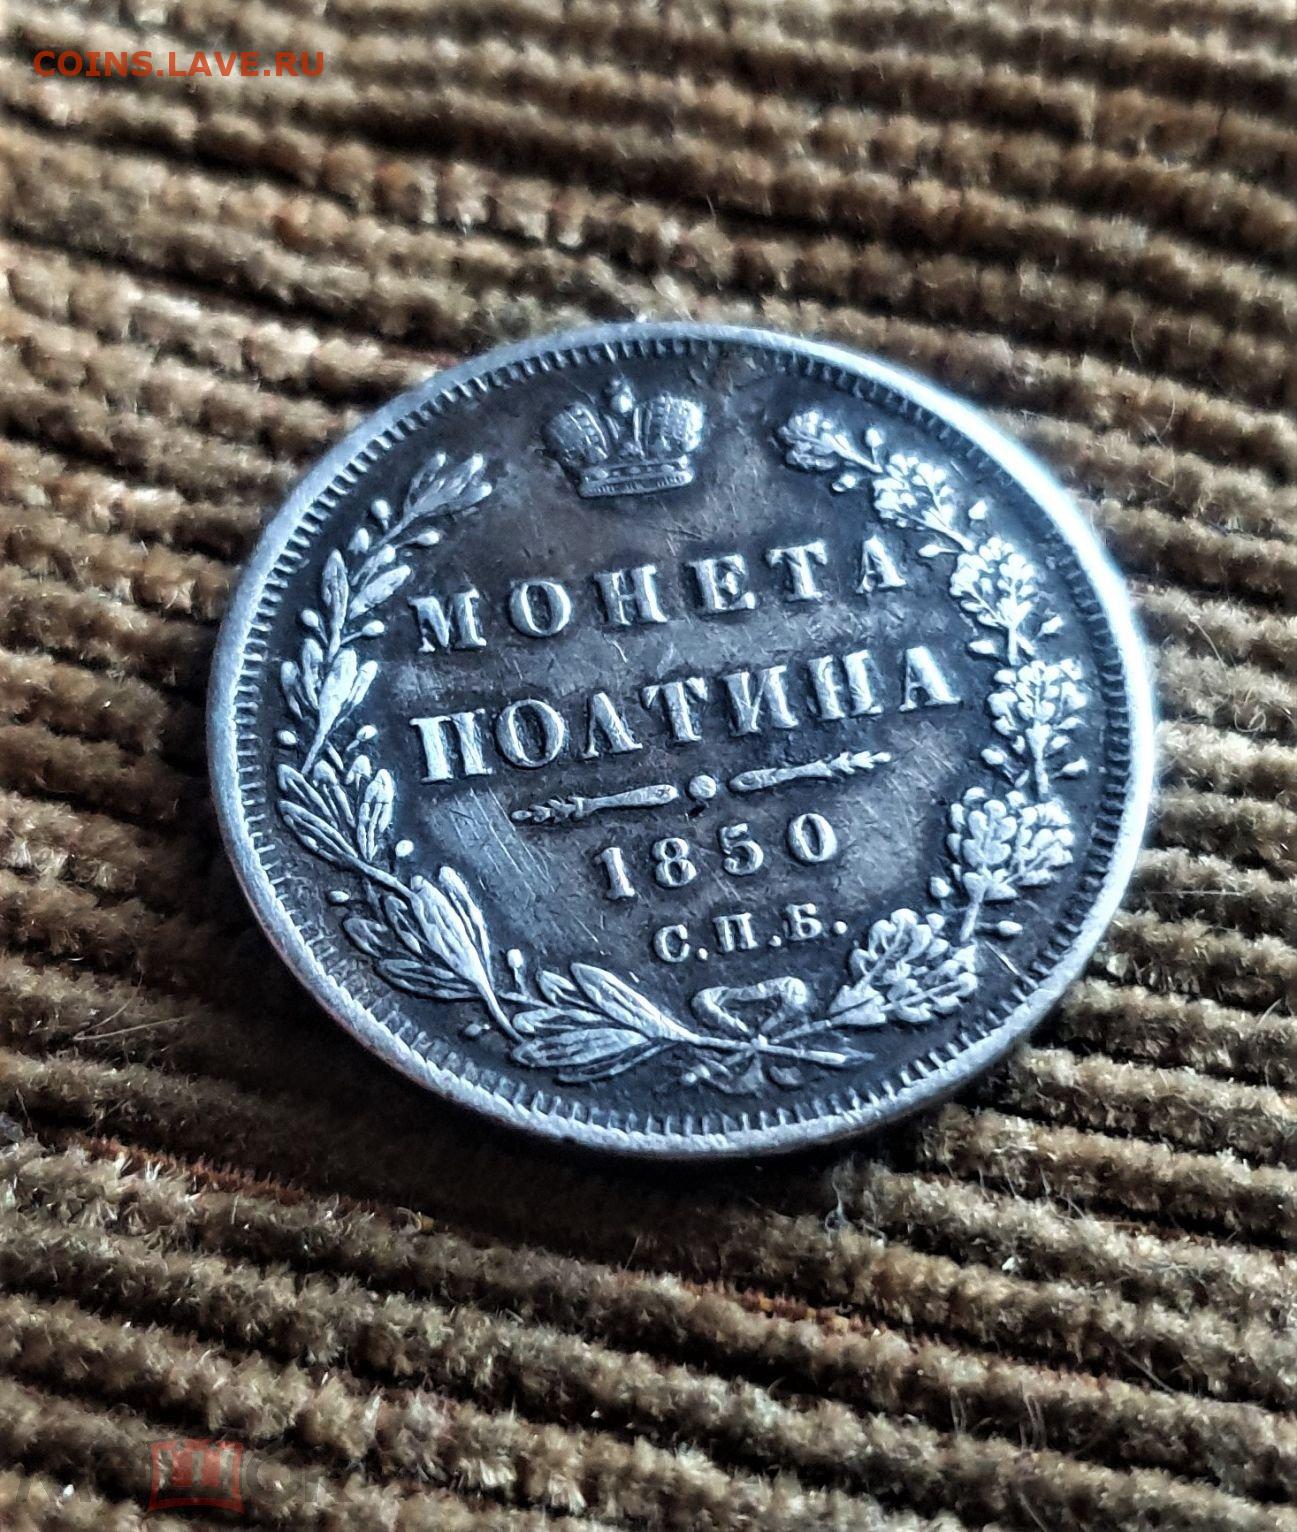 COINS.LAVE.RU
МОНЕТА
ПОЛТИНА
1850
С.П.Б.